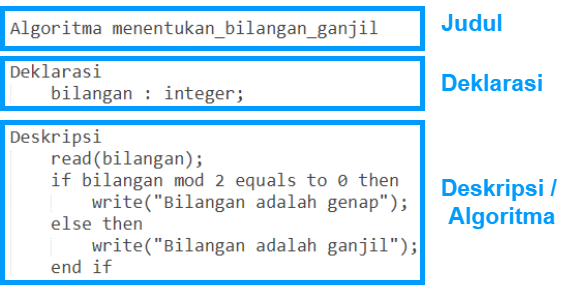 Algoritma menentukan_bilangan_ganjil
Judul
Deklarasi
bilangan : integer;
Deklarasi
Deskripsi
read(bilangan);
if bilangan mod 2 equals to 0 then
write("Bilangan adalah genap");
else then
write("Bilangan adalah ganjil");
end if
Deskripsi /
Algoritma